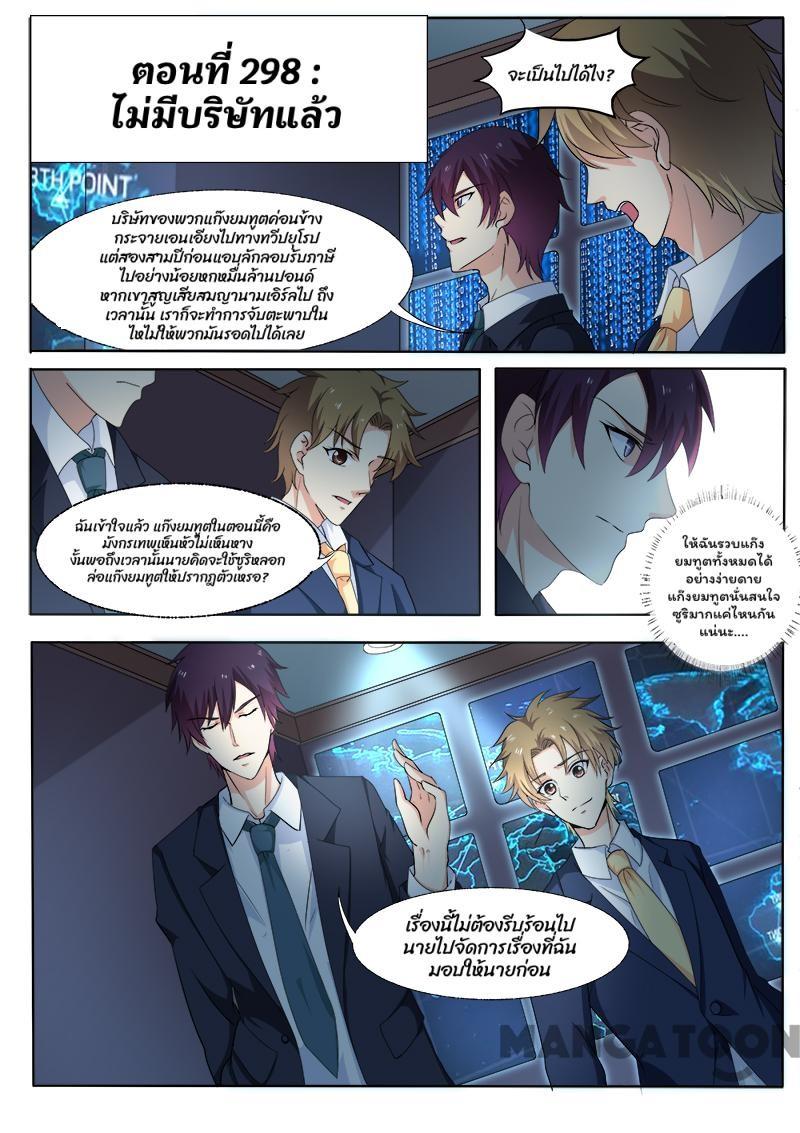 ตอนที่ 298 :
ไม่มีบริษัทแล้ว
จะเป็นไปได้ไง?
RTH POINT
บริษัทของพวกแก๊งยมทูตค่อนข้าง
กระจายเอนเอียงไปทางทวีปยุโรป
แต่สองสามปีก่อนแอบลักลอบรับภาษี
ไปอย่างน้อยหกหมื่นล้านปอนด์
หากเขาสูญเสียสมญานามเอิร์ลไป ถึง
เวลานั้น เราก็จะทำการจับตะพาบใน
ไหไม่ให้พวกมันรอดไปได้เลย
ฉันเข้าใจแล้ว แก๊งยมทูตในตอนนี้คือ
มังกรเทพเห็นหัวไม่เห็นหาง
งั้นพอถึงเวลานั้นนายคิดจะใช้ซูริหลอก
ล่อแก๊งยมทูตให้ปรากฏตัวเหรอ?
ให้ฉันรวบแก๊ง
ยมทูตทั้งหมดได้
อย่างง่ายดาย
แก๊งยมทูตนั่นสนใจ
ซูริมากแค่ไหนกัน
แน่นะ....
เรื่องนี้ไม่ต้องรีบร้อนไป
นายไปจัดการเรื่องที่ฉัน
มอบให้นายก่อน
MANGATOON